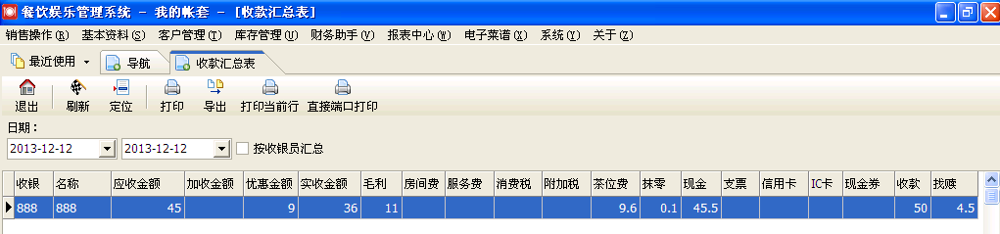 餐饮娱乐管理系统 - 我的帐套 - [收款汇总表]
销售操作(R) 基本资料(S) 客户管理(T) 库存管理(U) 财务助手(V) 报表中心(W) 电子菜谱(X) 系统(Y) 关于(Z)
最近使用 导航 收款汇总表
退出 刷新 定位 打印 导出 打印当前行 直接端口打印
日期：
2013-12-12 2013-12-12 按收银员汇总
收银 名称 应收金额 加收金额 优惠金额 实收金额 毛利 房间费 服务费 消费税 附加税 茶位费 抹零 现金 支票 信用卡 IC卡 现金券 收款 找赎
888 888 45 9 36 11 9.6 0.1 45.5 50 4.5